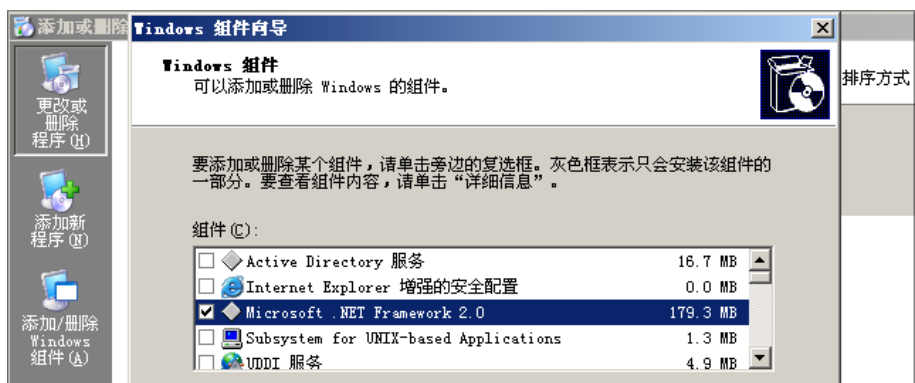 添加或删除
Windows 组件向导
更改或
删除
程序(H)
添加新
程序(N)
添加/删除
Windows
组件(A)
Windows 组件
可以添加或删除 Windows 的组件。
排序方式
要添加或删除某个组件，请单击旁边的复选框。灰色框表示只会安装该组件的
一部分。要查看组件内容，请单击“详细信息”。
组件(C):
Active Directory 服务 16.7 MB
Internet Explorer 增强的安全配置 0.0 MB
Microsoft .NET Framework 2.0 179.3 MB
Subsystem for UNIX-based Applications 1.3 MB
UDDI 服务 4.9 MB